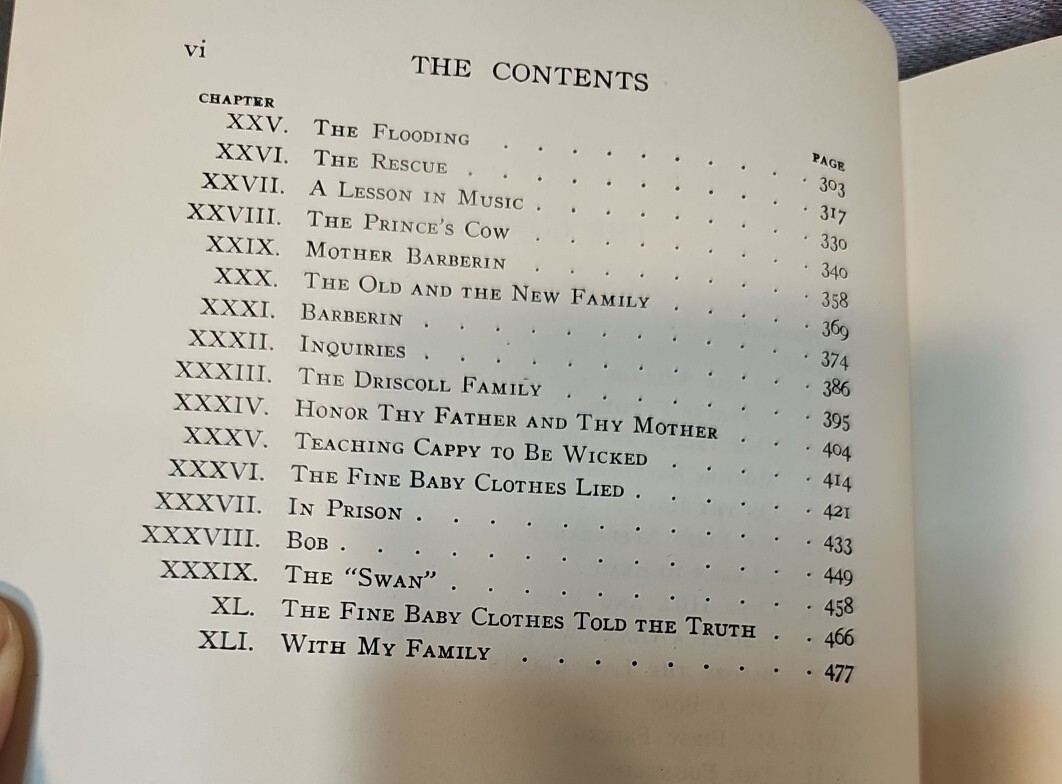 vi
THE CONTENTS
CHAPTER PAGE
XXV. THE FLOODING . . . . . . . . . . 303
XXVI. THE RESCUE . . . . . . . . . . . 317
XXVII. A LESSON IN MUSIC . . . . . . . . . 330
XXVIII. THE PRINCE'S COW . . . . . . . . . 340
XXIX. MOTHER BARBERIN . . . . . . . . . 358
XXX. THE OLD AND THE NEW FAMILY . . . . . 369
XXXI. BARBERIN . . . . . . . . . . . . 374
XXXII. INQUIRIES . . . . . . . . . . . . 386
XXXIII. THE DRISCOLL FAMILY . . . . . . . . 395
XXXIV. HONOR THY FATHER AND THY MOTHER . . . 404
XXXV. TEACHING CAPPY TO BE WICKED . . . . . 414
XXXVI. THE FINE BABY CLOTHES LIED . . . . . . 421
XXXVII. IN PRISON . . . . . . . . . . . . 433
XXXVIII. BOB . . . . . . . . . . . . . . 449
XXXIX. THE "SWAN" . . . . . . . . . . . 458
XL. THE FINE BABY CLOTHES TOLD THE TRUTH . . 466
XLI. WITH MY FAMILY . . . . . . . . . 477